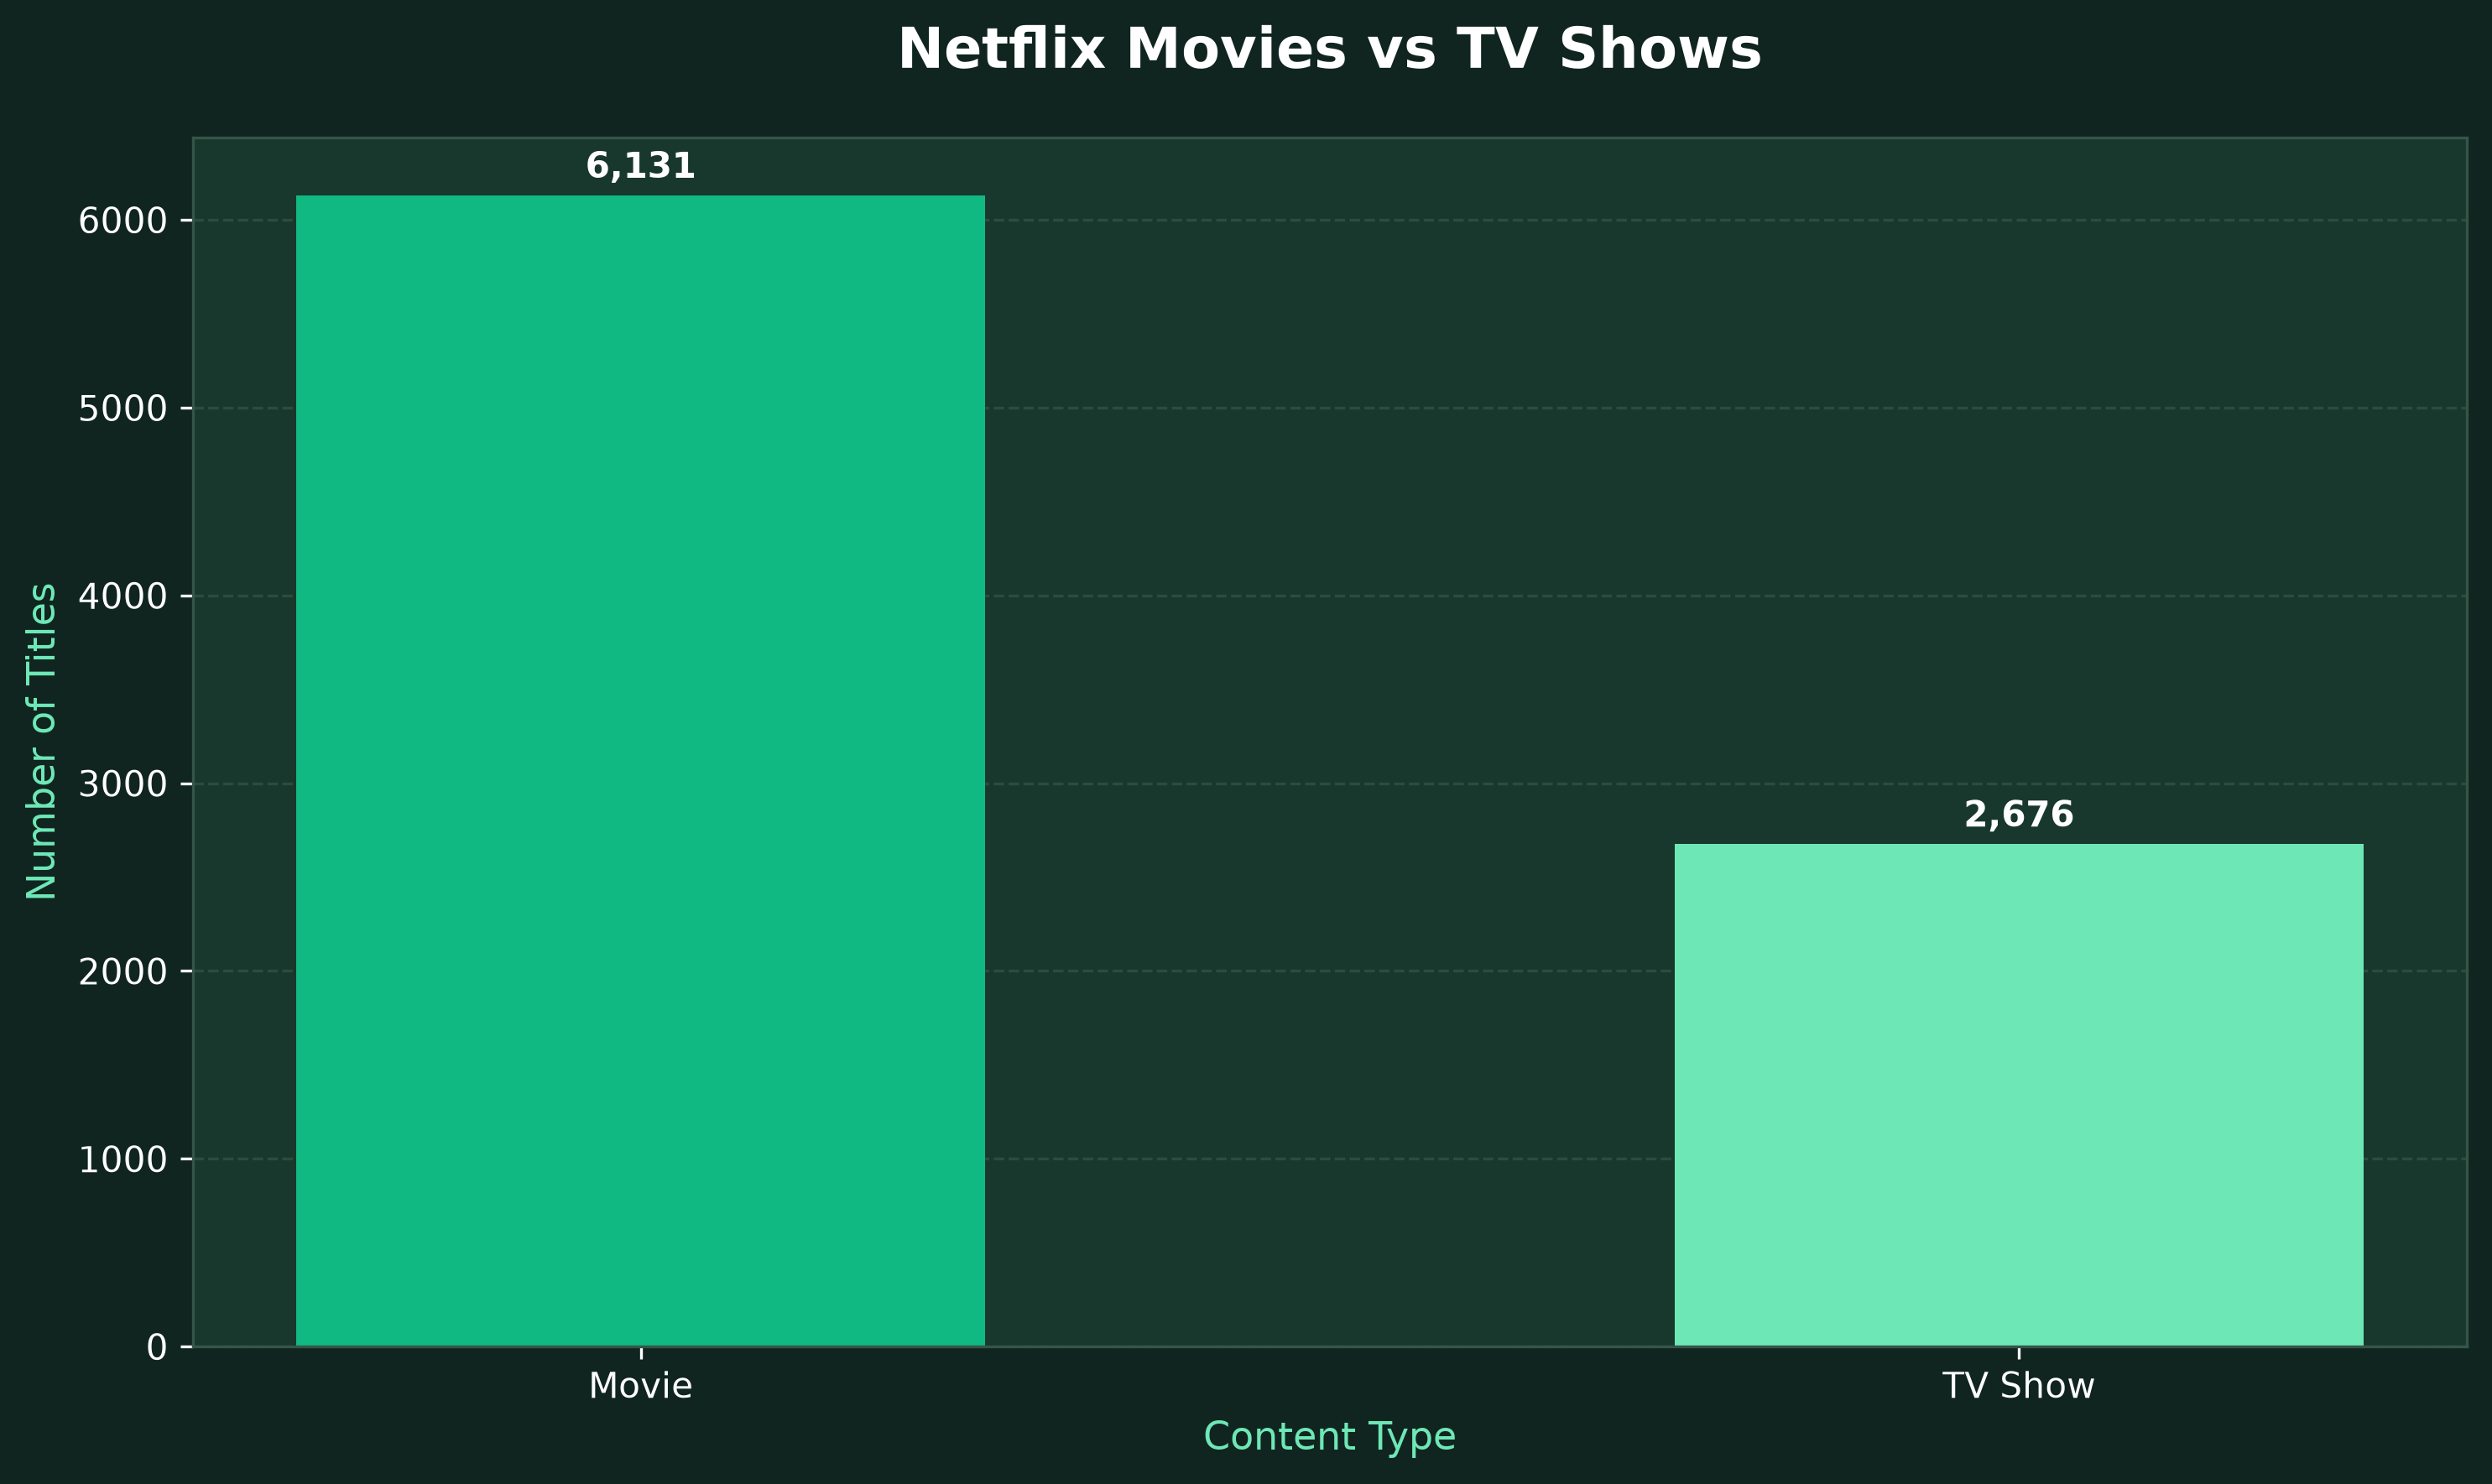 Netflix Movies vs TV Shows
6,131
6000
5000
4000
3000
2,676
2000
1000
0
Number of Titles
Movie
TV Show
Content Type